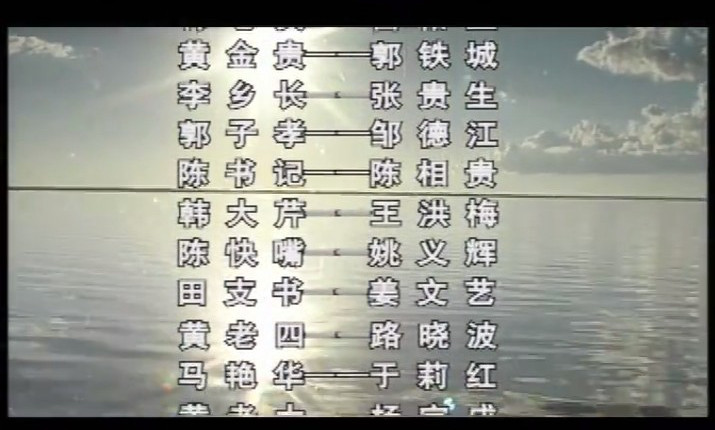 黄金贵——郭铁城
李乡长——张贵生
郭子孝——邹德江
陈书记——陈相贵
韩大芹——王洪梅
陈快嘴——姚义辉
田支书——姜文艺
黄老四——路晓波
马艳华——于莉红